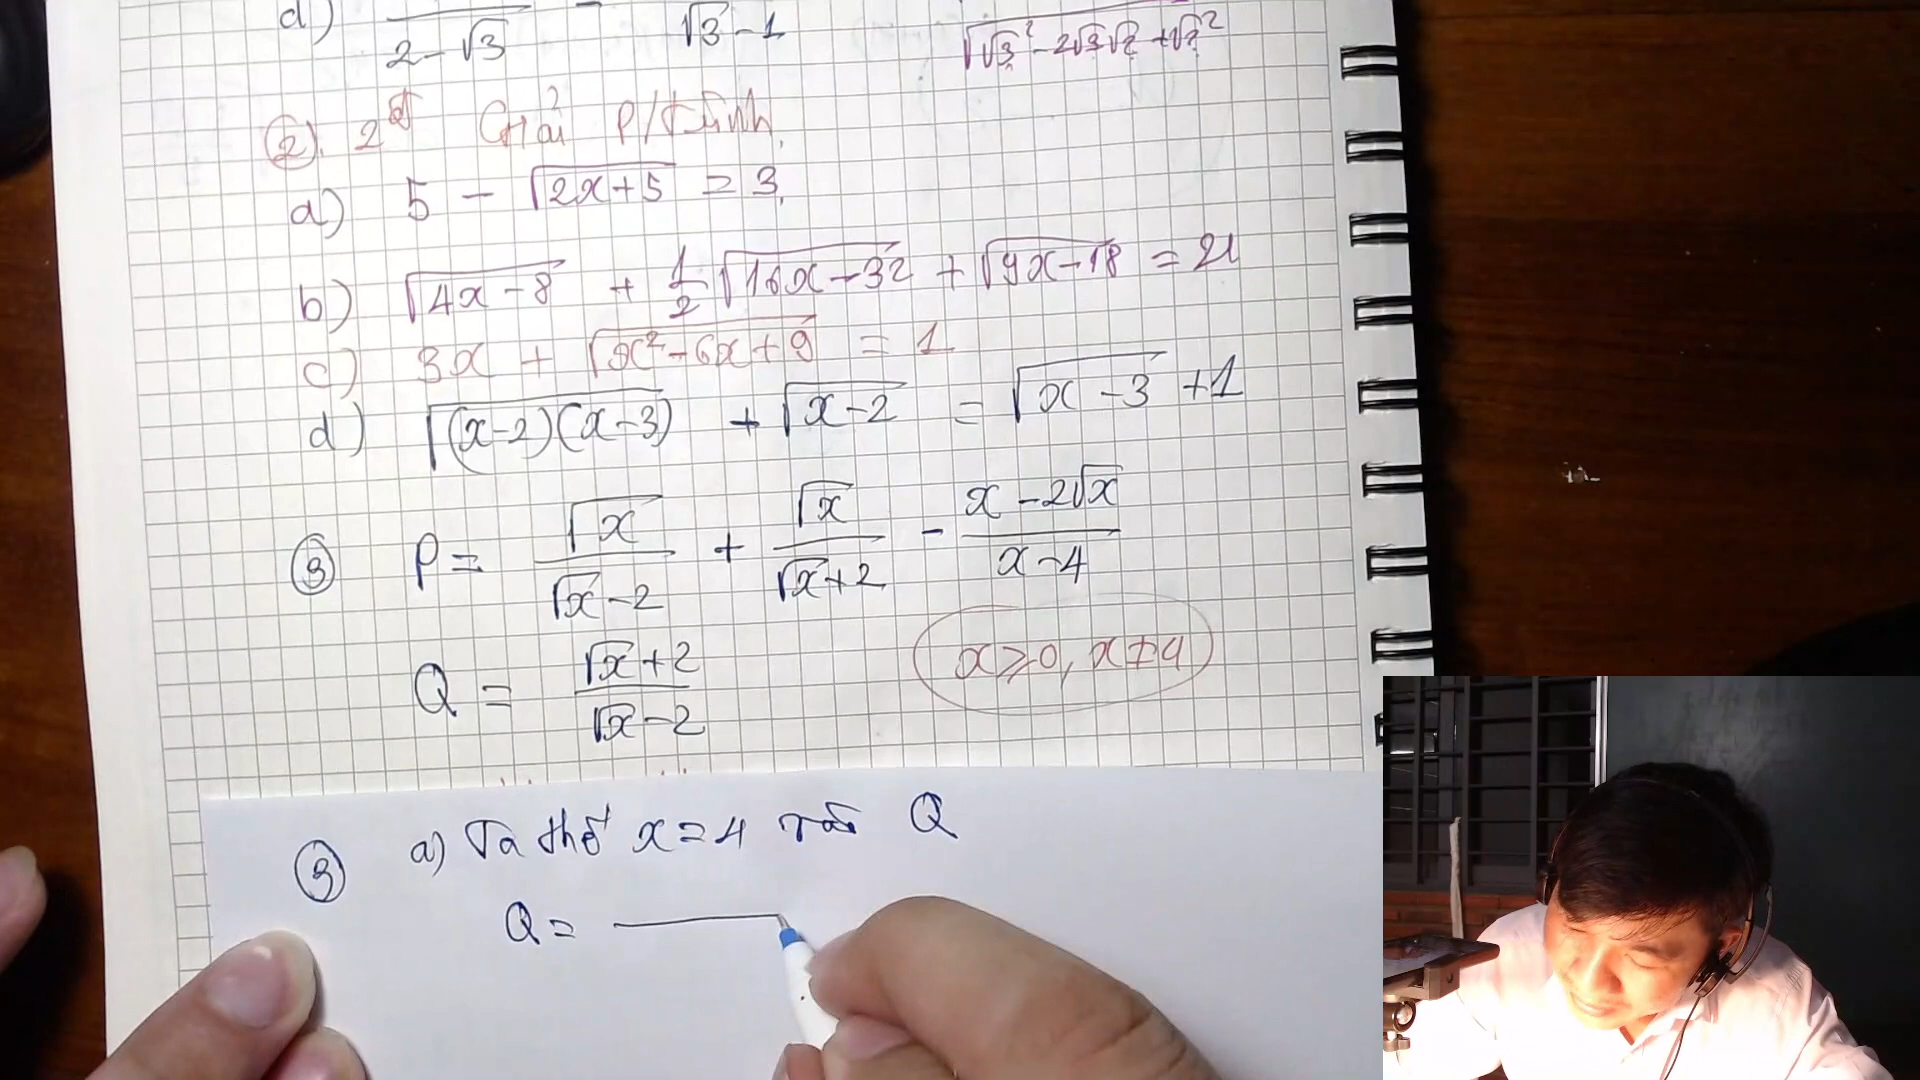 d) 2-√3 - √3-1 √√3²-2√3√2+√2²
②. 2đ Giải p/trình
a) 5 - √2x+5 = 3
b) √4x-8 + 1/2 √16x-32 + √9x-18 = 21
c) 3x + √x²-6x+9 = 1
d) √(x-2)(x-3) + √x-2 = √x-3 +1
③ P = √x/√x-2 + √x/√x+2 - x-2√x/x-4
Q = √x+2/√x-2 x≥0, x≠4
③ a) Ta thế x=4 vào Q
Q =